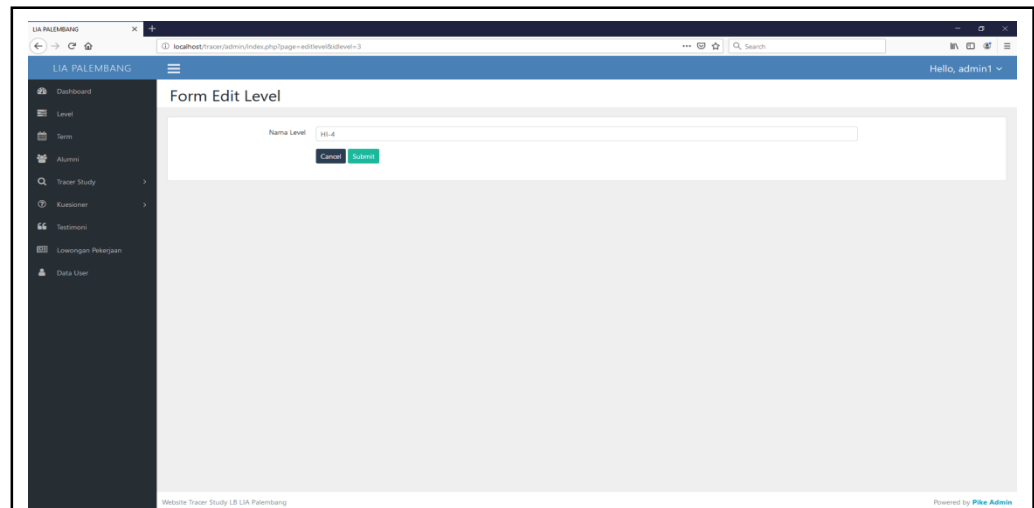 LIA PALEMBANG
localhost/tracer/admin/index.php?page=editlevel&idlevel=3
Search
LIA PALEMBANG
Hello, admin1
Dashboard
Form Edit Level
Level
Term
Nama Level HI-4
Alumni
Cancel Submit
Tracer Study
Kuesioner
Testimoni
Lowongan Pekerjaan
Data User
Website Tracer Study LB LIA Palembang
Powered by Pike Admin